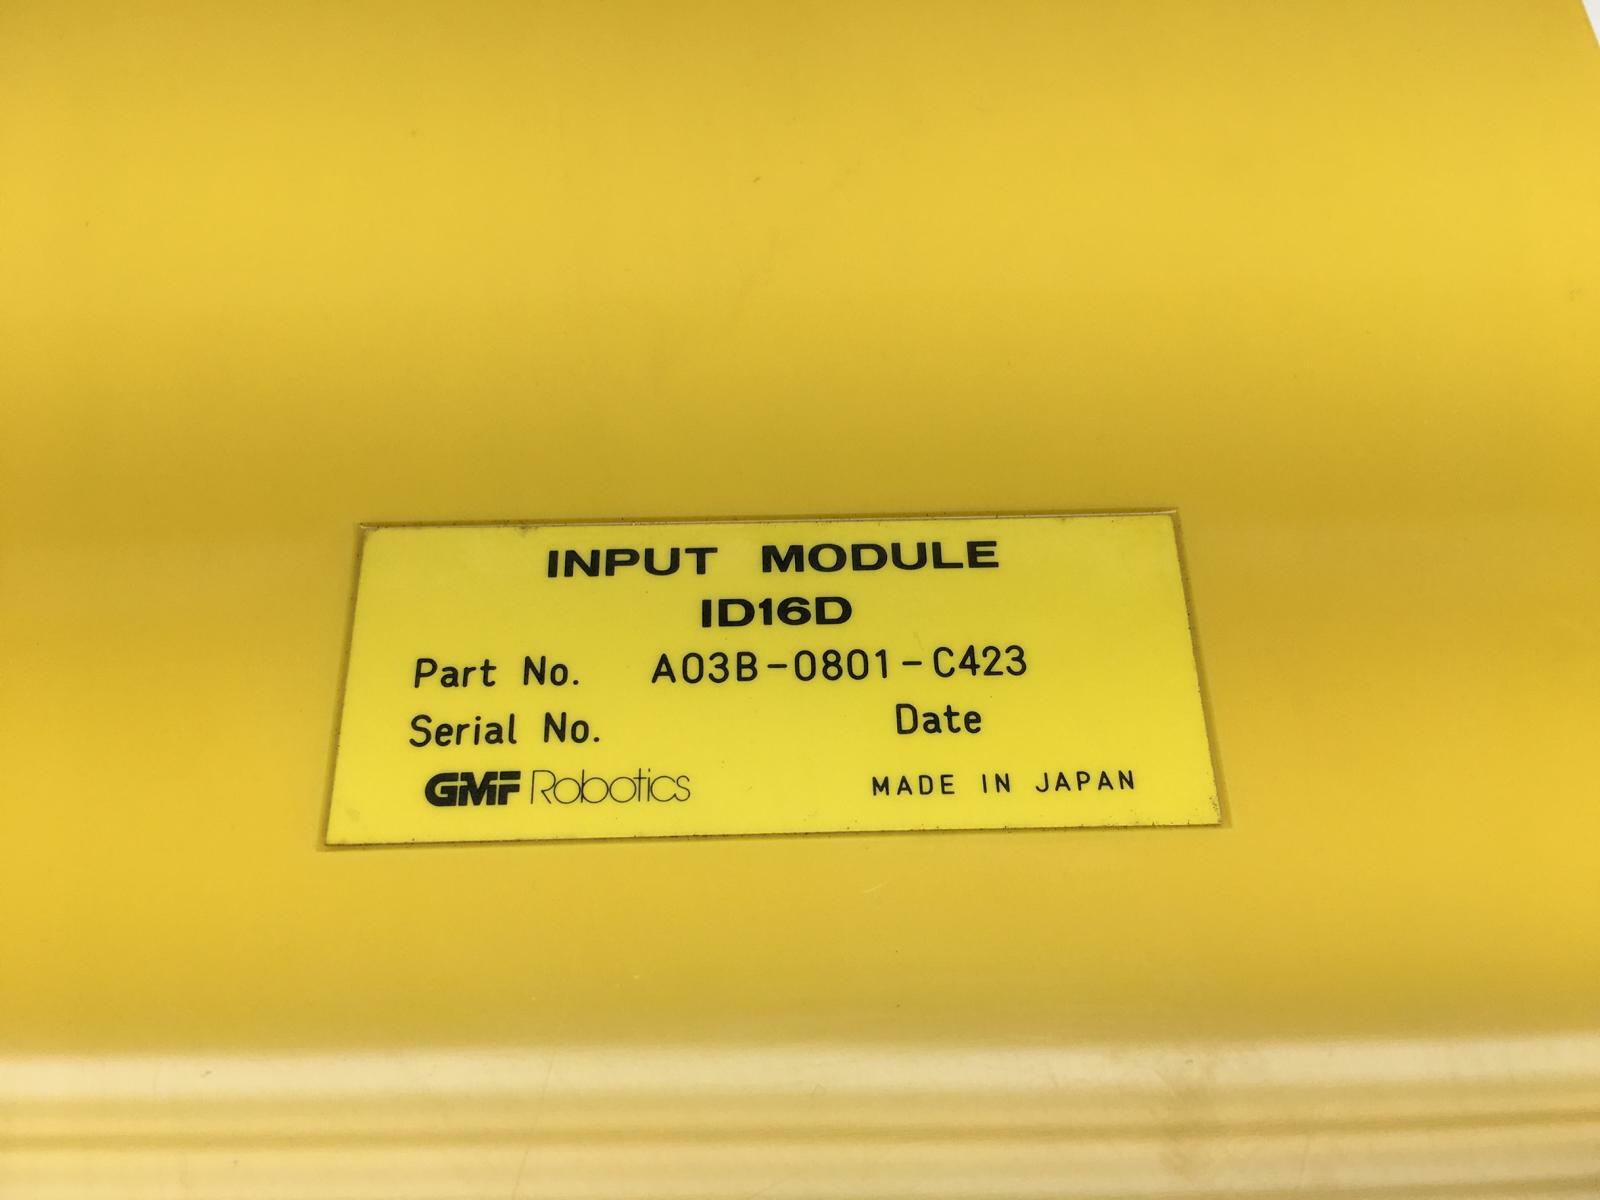 INPUT MODULE
ID16D
Part No. A03B-0801-C423
Serial No. Date
GMF Robotics MADE IN JAPAN